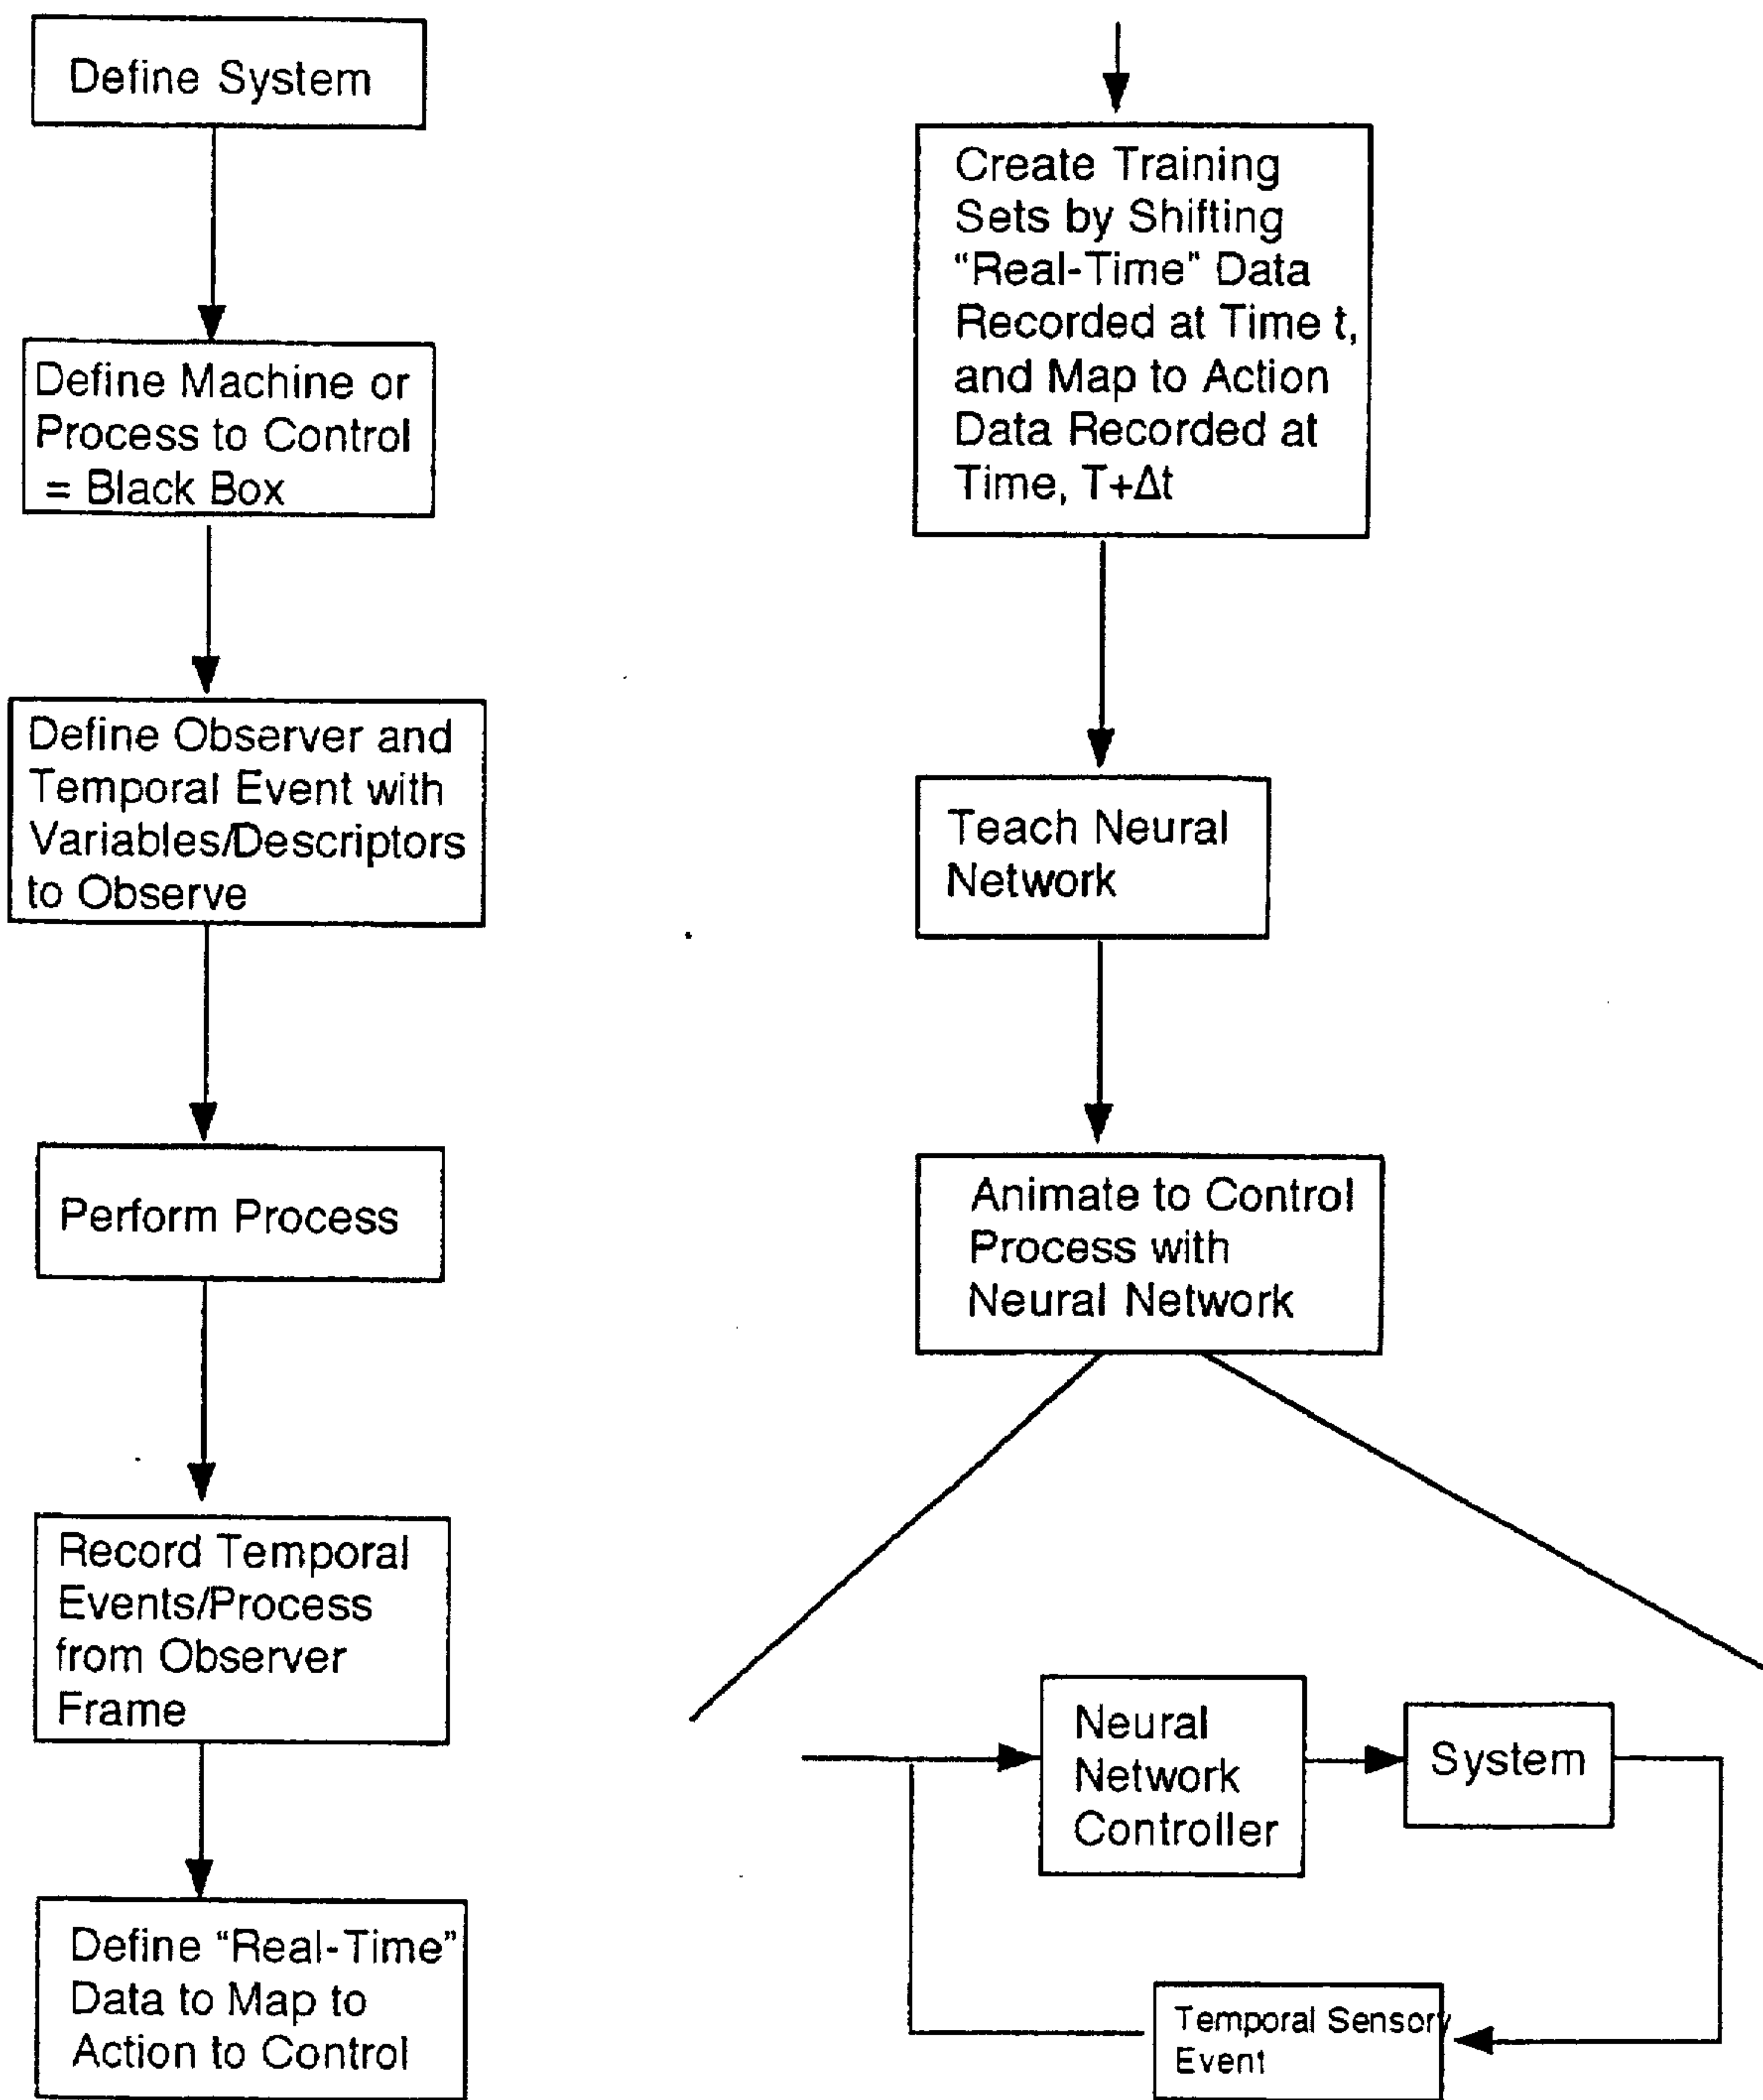 Define System
Define Machine or
Process to Control
= Black Box
Define Observer and
Temporal Event with
Variables/Descriptors
to Observe
Perform Process
Record Temporal
Events/Process
from Observer
Frame
Define “Real-Time”
Data to Map to
Action to Control
Create Training
Sets by Shifting
“Real-Time” Data
Recorded at Time t,
and Map to Action
Data Recorded at
Time, T+Δt
Teach Neural
Network
Animate to Control
Process with
Neural Network
Neural
Network
Controller
System
Temporal Sensory
Event